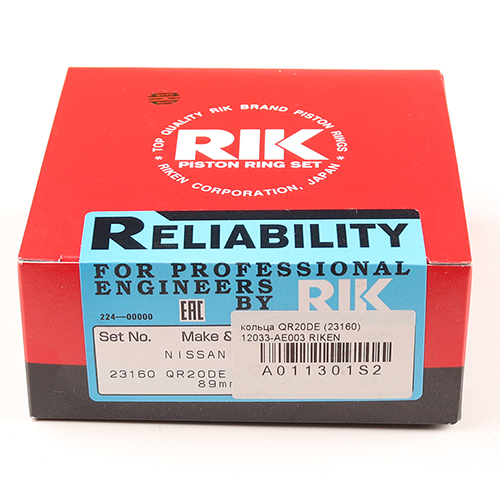 * TOP QUALITY RIK BRAND PISTON RINGS *
RIK
PISTON RING SET
RIKEN CORPORATION, JAPAN
RELIABILITY
FOR PROFESSIONAL
ENGINEERS
BY RIK
224—00000
EAC
Set No. Make &
NISSAN
23160 QR20DE
89mm
кольца QR20DE (23160)
12033-AE003 RIKEN
A011301S2